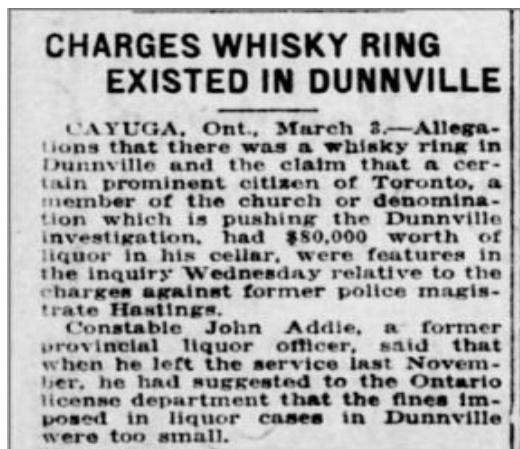 CHARGES WHISKY RING
EXISTED IN DUNNVILLE
CAYUGA, Ont., March 3.—Allega-
tions that there was a whisky ring in
Dunnville and the claim that a cer-
tain prominent citizen of Toronto, a
member of the church or denomina-
tion which is pushing the Dunnville
investigation, had $80,000 worth of
liquor in his cellar, were features in
the inquiry Wednesday relative to the
charges against former police magis-
trate Hastings.
Constable John Addie, a former
provincial liquor officer, said that
when he left the service last Novem-
ber, he had suggested to the Ontario
license department that the fines im-
posed in liquor cases in Dunnville
were too small.